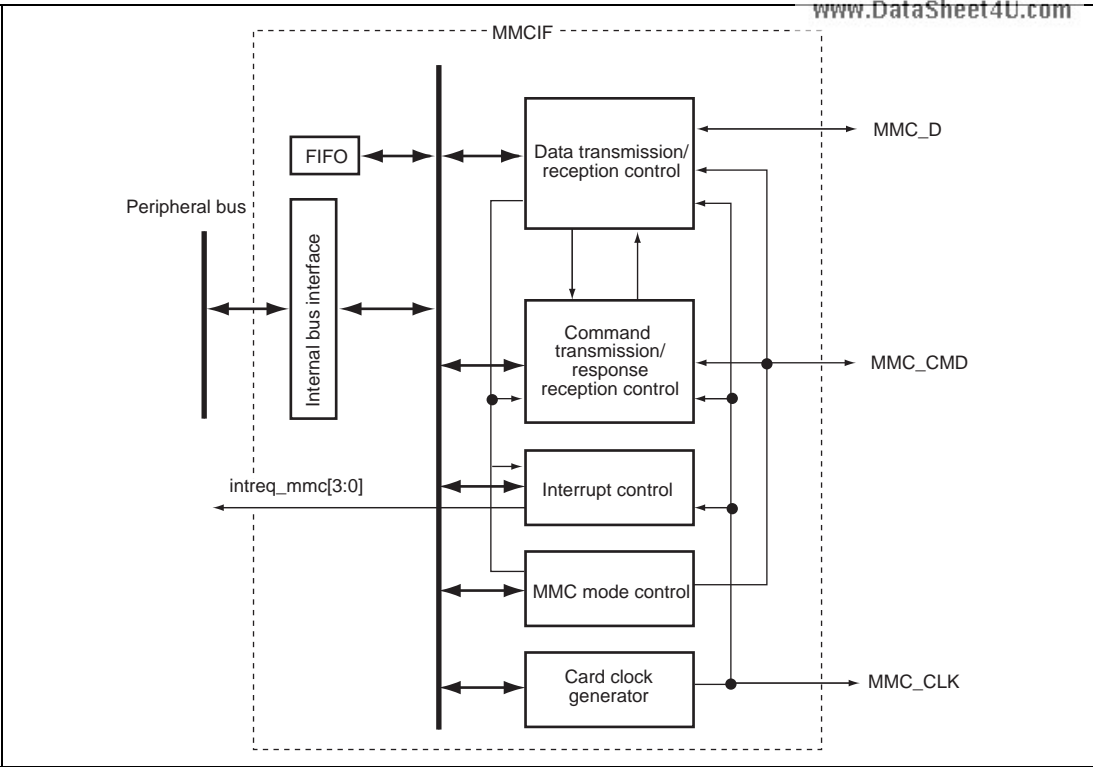 www.DataSheet4U.com
MMCIF
MMC_D
Data transmission/
reception control
FIFO
Peripheral bus
Internal bus interface
Command
transmission/
response
reception control
MMC_CMD
intreq_mmc[3:0]
Interrupt control
MMC mode control
Card clock
generator
MMC_CLK